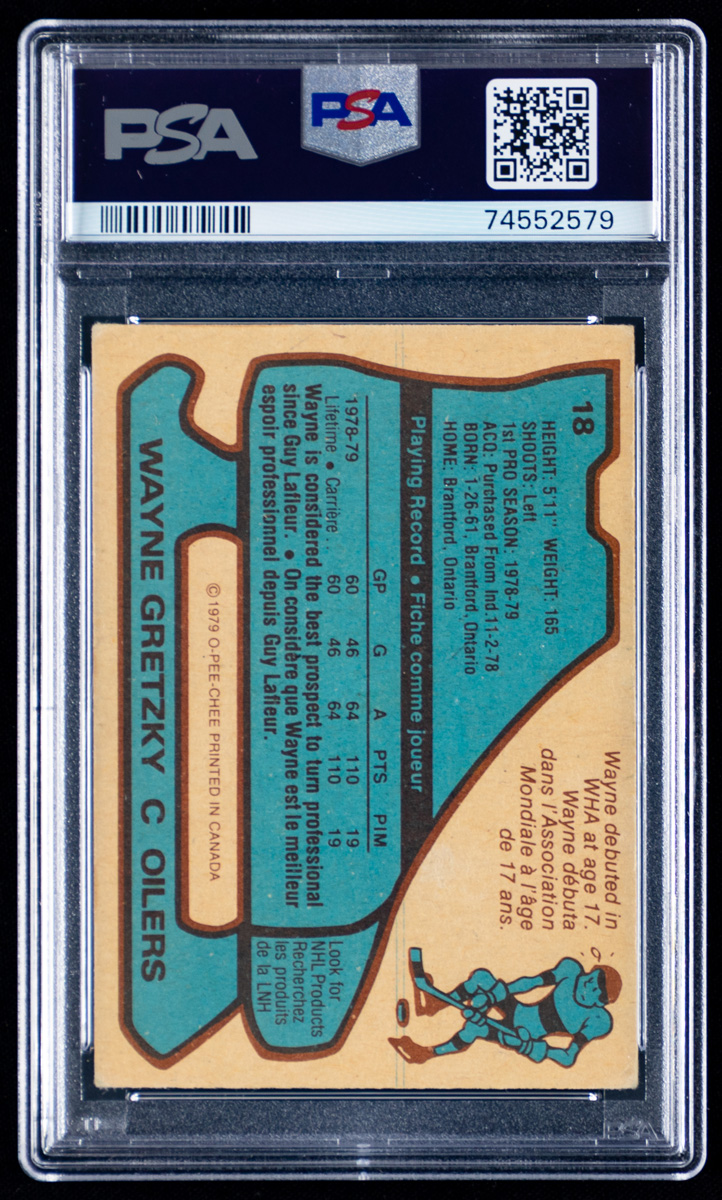 PSA
PSA
74552579
18
HEIGHT: 5'11" WEIGHT: 165
SHOOTS: Left
1st PRO SEASON: 1978-79
ACQ: Purchased From Ind.11-2-78
BORN: 1-26-61, Brantford, Ontario
HOME: Brantford, Ontario
Wayne debuted in
WHA at age 17.
Wayne débuta
dans l'Association
Mondiale à l'âge
de 17 ans.
Playing Record • Fiche comme joueur
GP G A PTS PIM
1978-79 60 46 64 110 19
Lifetime • Carrière . . 60 46 64 110 19
Wayne is considered the best prospect to turn professional
since Guy Lafleur. • On considère que Wayne est le meilleur
espoir professionnel depuis Guy Lafleur.
Look for
NHL Products
Recherchez
les produits
de la LNH
© 1979 O-PEE-CHEE PRINTED IN CANADA
WAYNE GRETZKY C OILERS